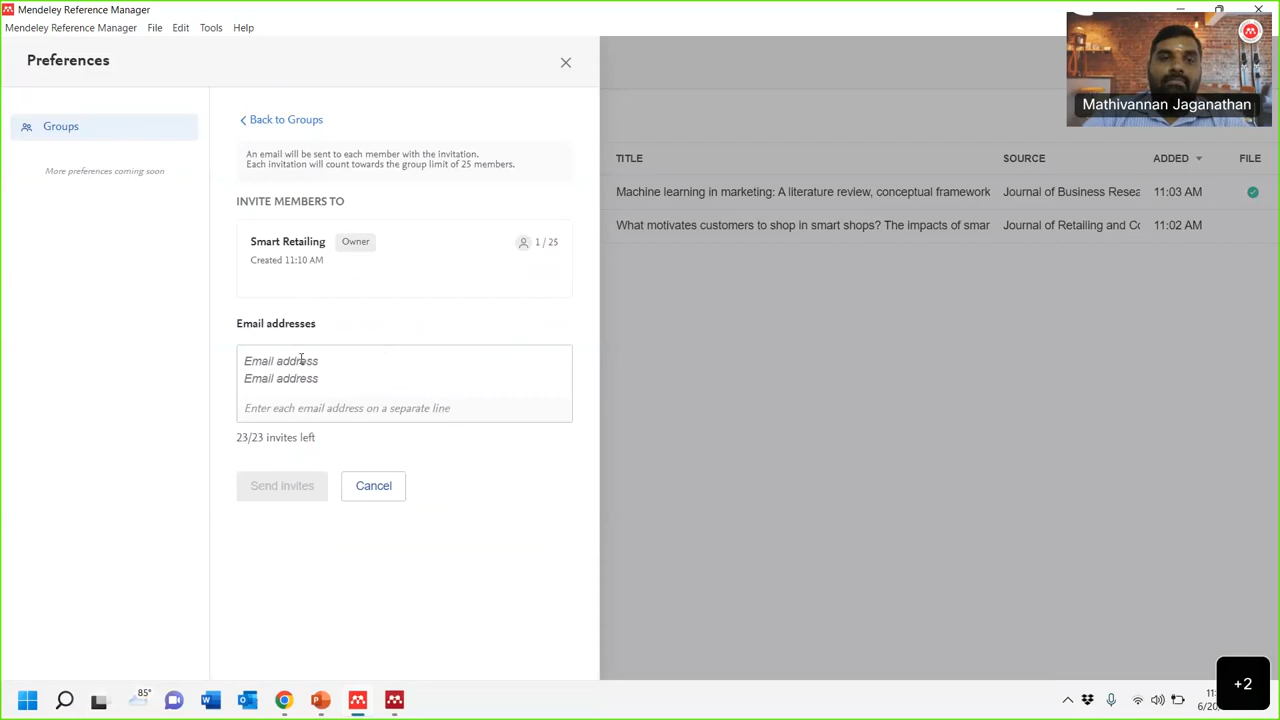 Mendeley Reference Manager
Mendeley Reference Manager File Edit Tools Help
Preferences
Mathivannan Jaganathan
Groups
More preferences coming soon
Back to Groups
An email will be sent to each member with the invitation.
Each invitation will count towards the group limit of 25 members.
INVITE MEMBERS TO
Smart Retailing Owner 1 / 25
Created 11:10 AM
Email addresses
Email address
Email address
Enter each email address on a separate line
23/23 invites left
Send invites Cancel
TITLE SOURCE ADDED FILE
Machine learning in marketing: A literature review, conceptual framework Journal of Business Resea 11:03 AM
What motivates customers to shop in smart shops? The impacts of smar Journal of Retailing and Cc 11:02 AM
85°
+2